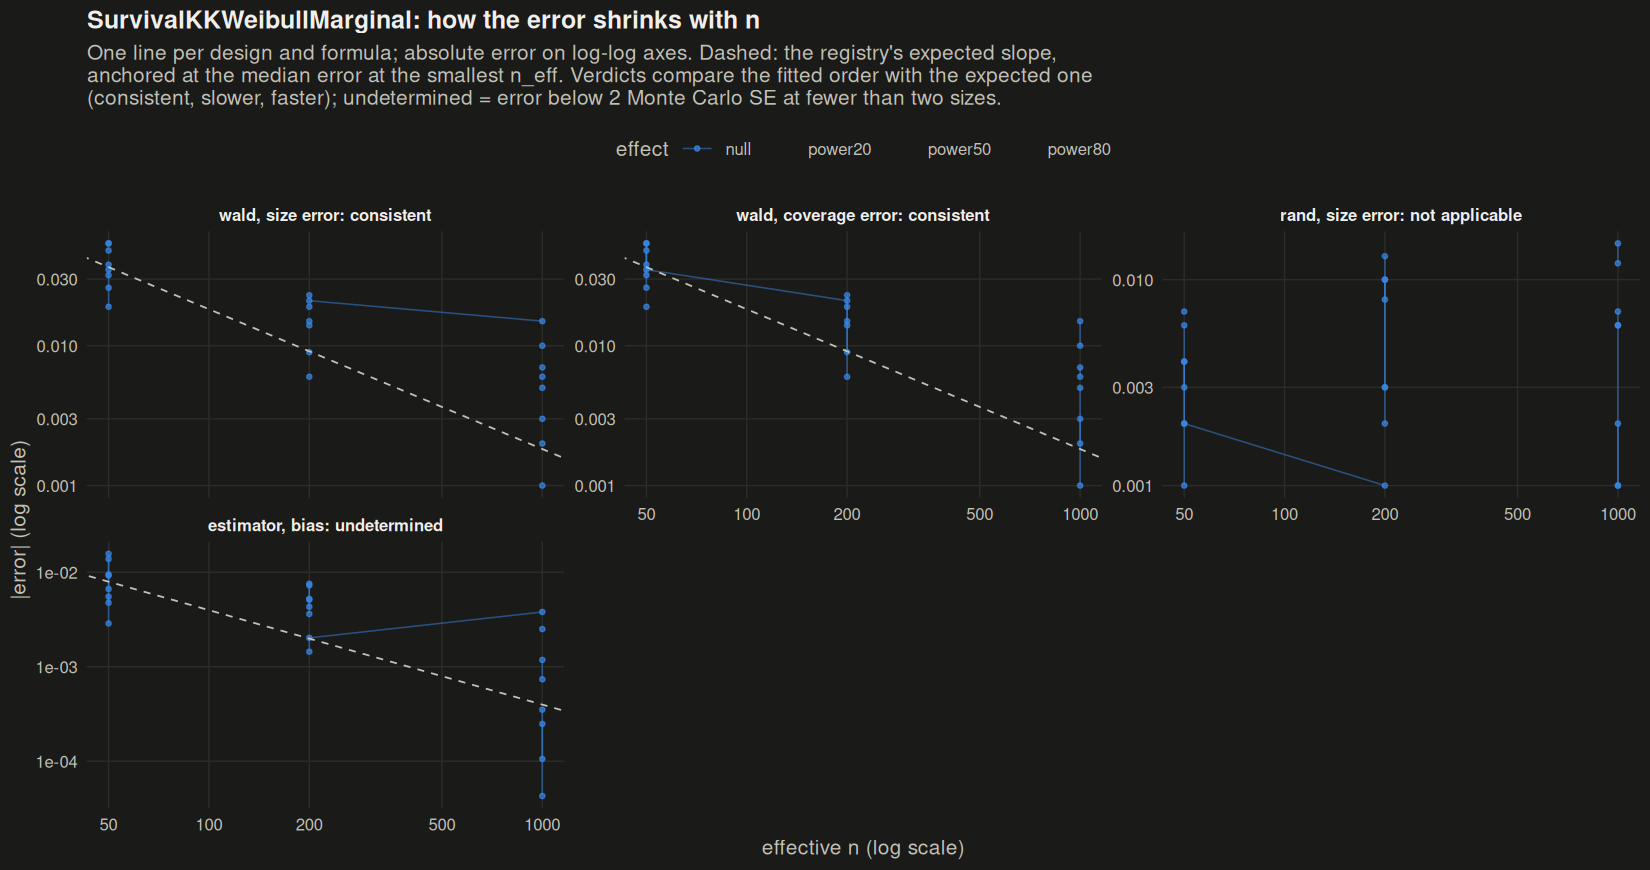 SurvivalKKWeibullMarginal: how the error shrinks with n
One line per design and formula; absolute error on log-log axes. Dashed: the registry's expected slope,
anchored at the median error at the smallest n_eff. Verdicts compare the fitted order with the expected one
(consistent, slower, faster); undetermined = error below 2 Monte Carlo SE at fewer than two sizes.
effect null power20 power50 power80
wald, size error: consistent
0.030
0.010
0.003
0.001
wald, coverage error: consistent
0.030
0.010
0.003
0.001
50 100 200 500 1000
rand, size error: not applicable
0.010
0.003
0.001
50 100 200 500 1000
estimator, bias: undetermined
1e-02
1e-03
1e-04
50 100 200 500 1000
|error| (log scale)
effective n (log scale)